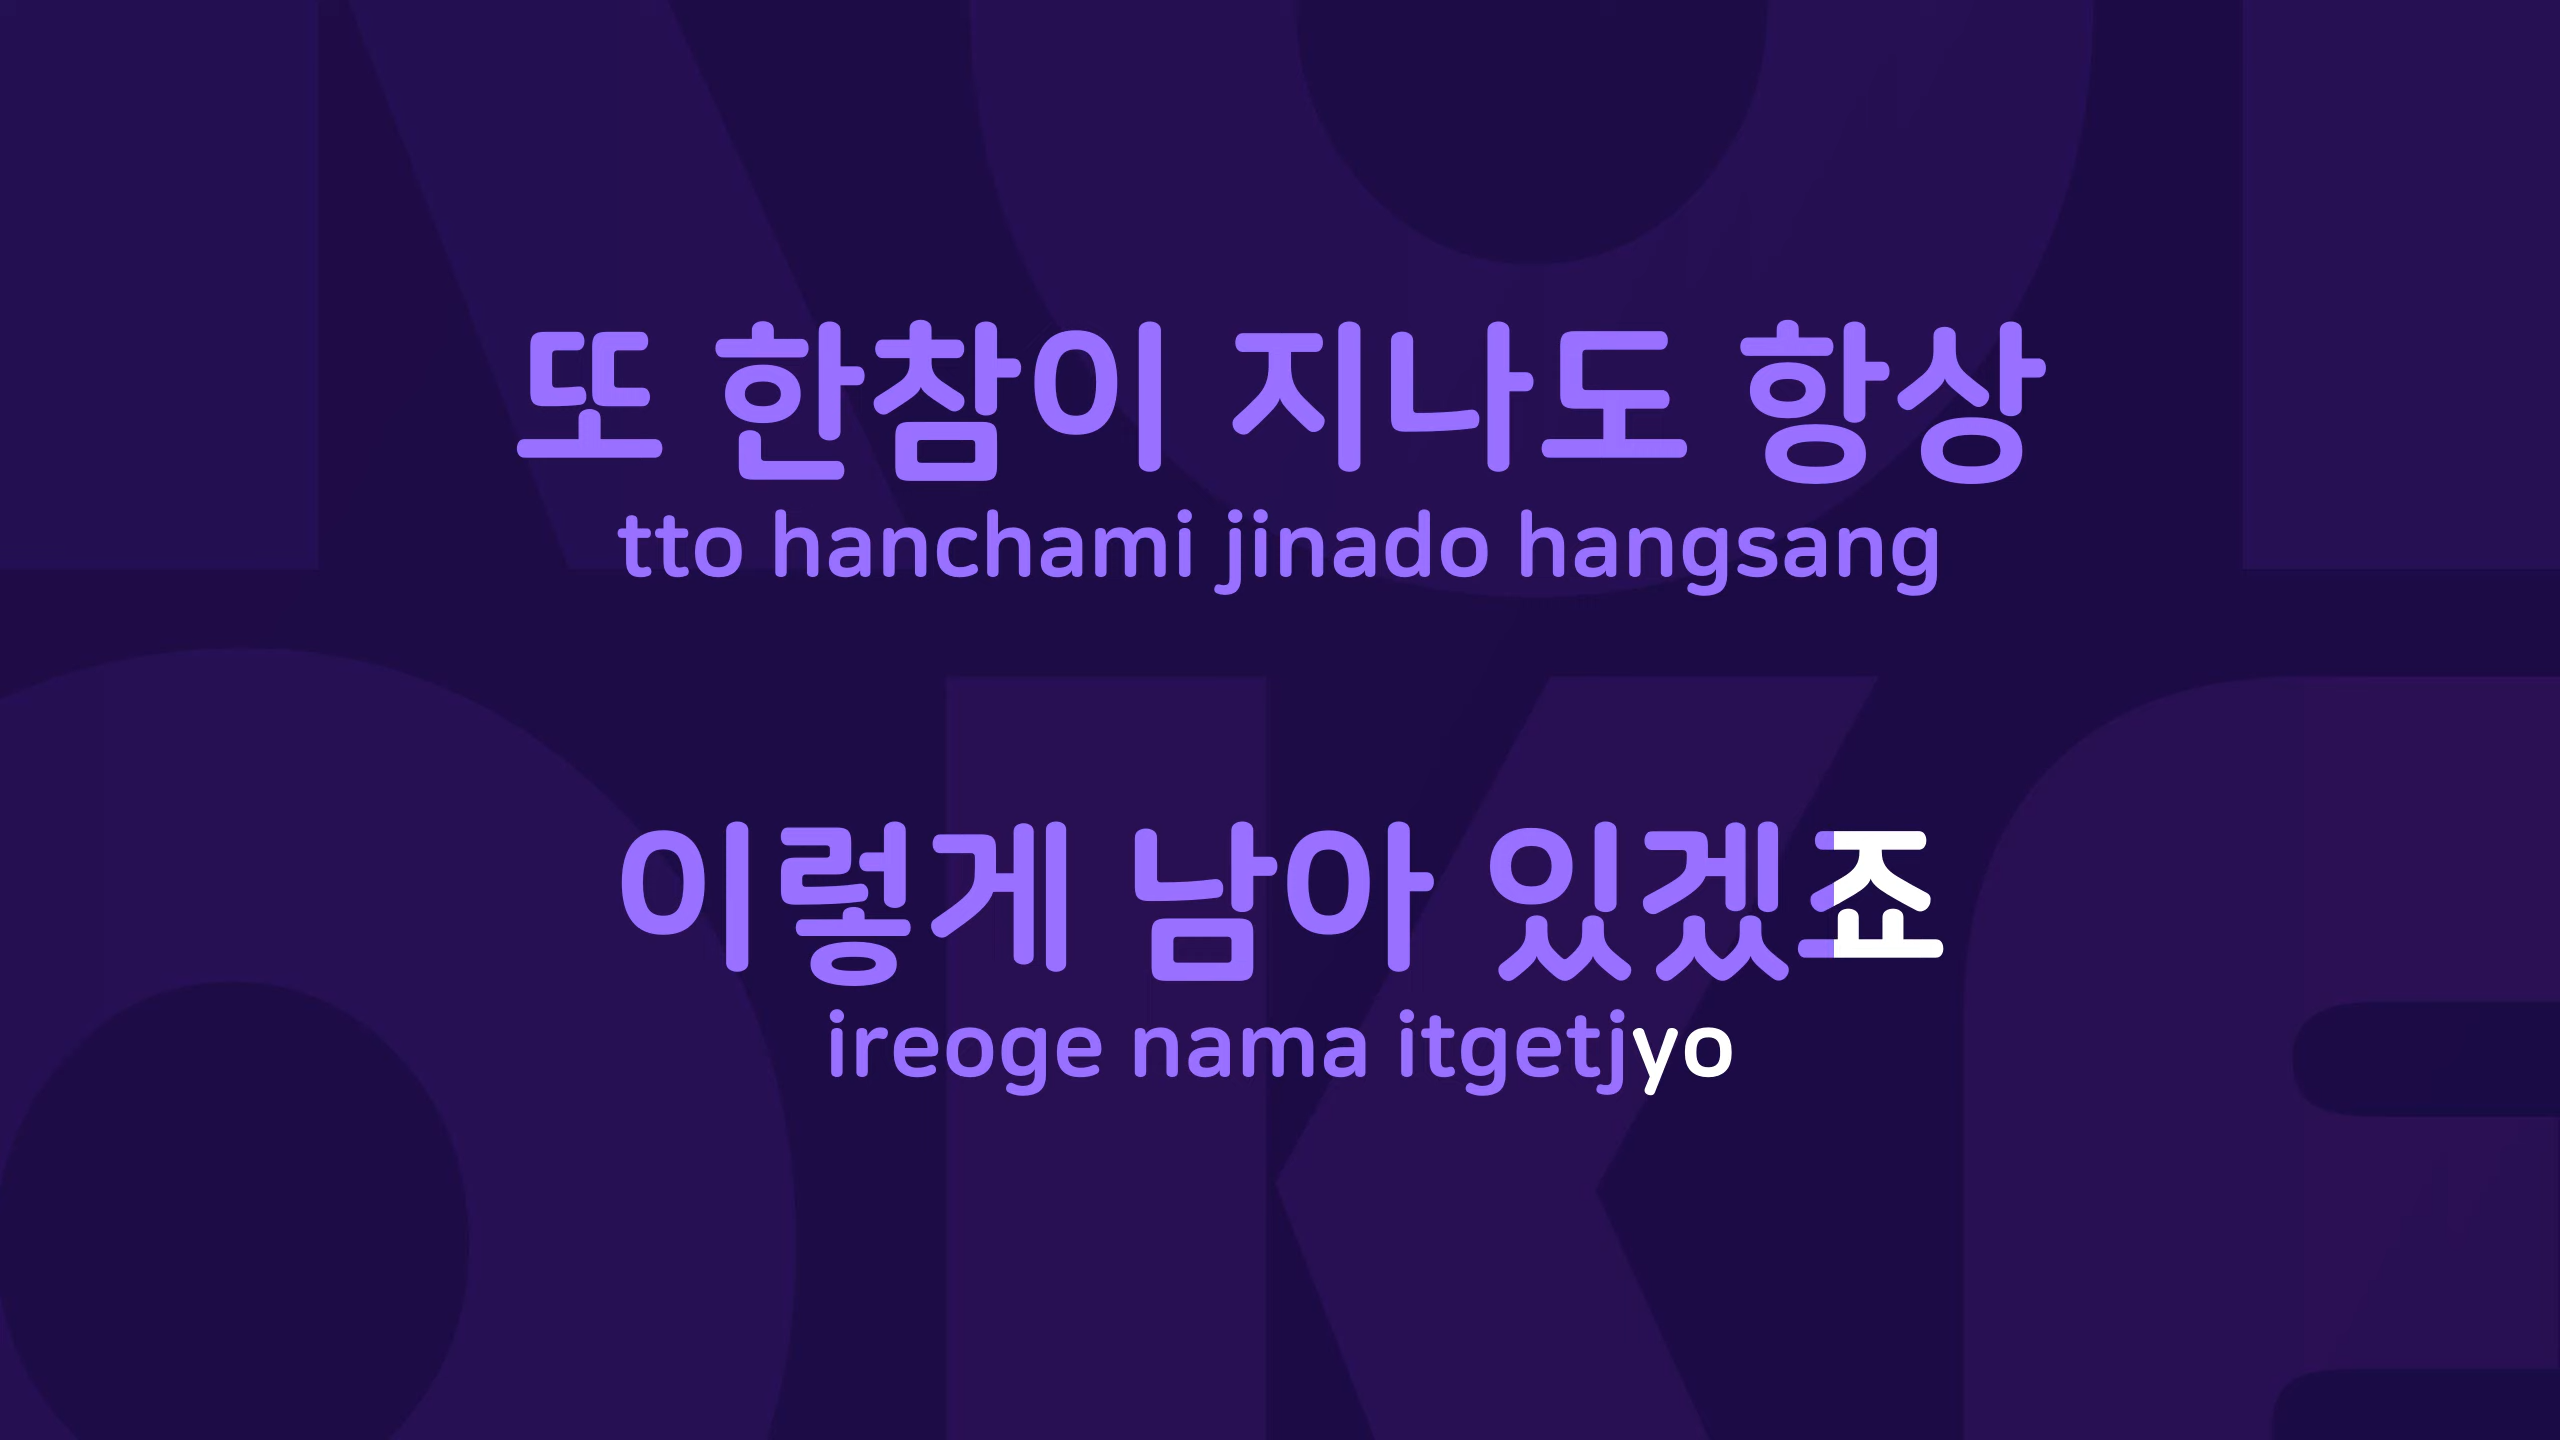 또 한참이 지나도 항상
tto hanchami jinado hangsang
이렇게 남아 있겠죠
ireoge nama itgetjyo